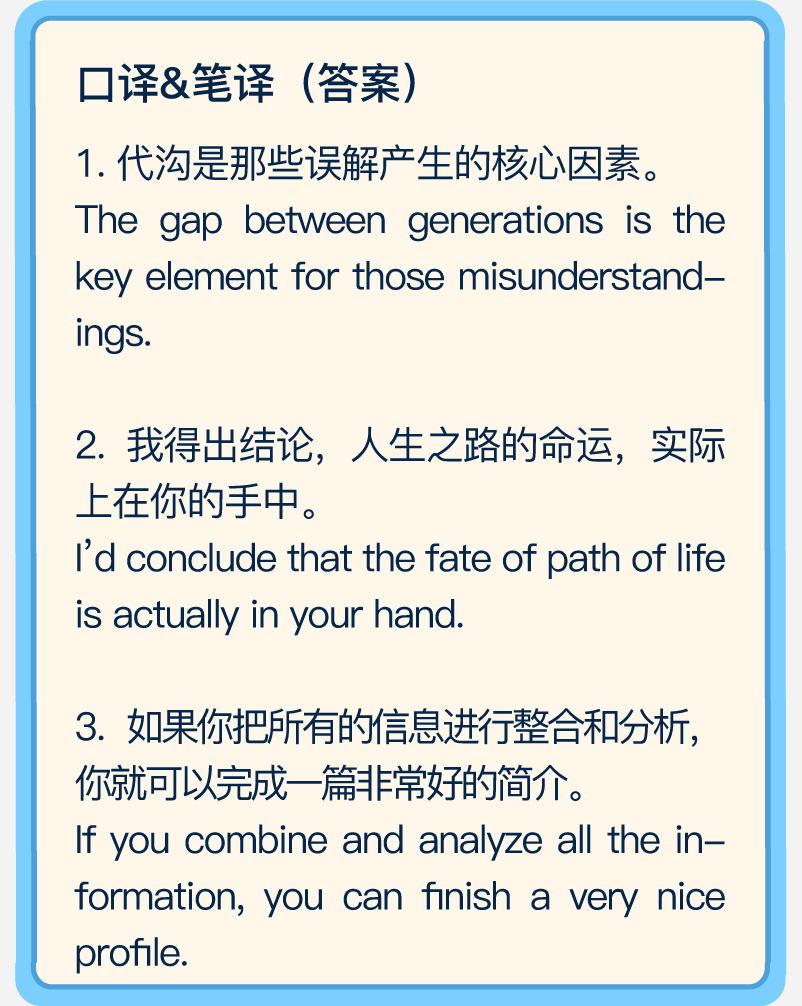 口译&笔译（答案）
1. 代沟是那些误解产生的核心因素。
The gap between generations is the
key element for those misunderstand–
ings.
2. 我得出结论，人生之路的命运，实际
上在你的手中。
I’d conclude that the fate of path of life
is actually in your hand.
3. 如果你把所有的信息进行整合和分析，
你就可以完成一篇非常好的简介。
If you combine and analyze all the in–
formation, you can finish a very nice
profile.